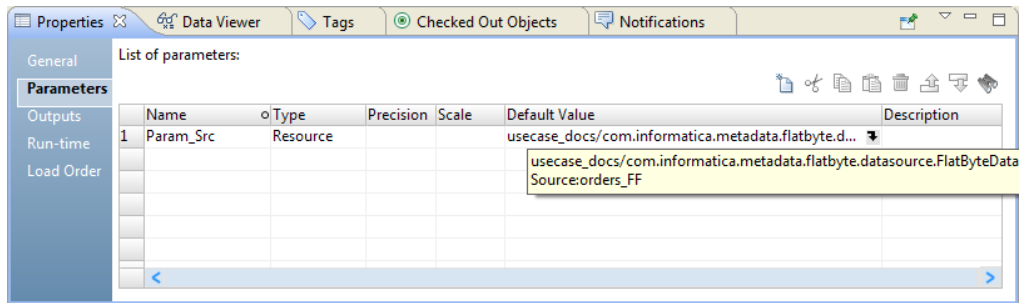 Properties Data Viewer Tags Checked Out Objects Notifications
General
Parameters
Outputs
Run-time
Load Order
List of parameters:
Name Type Precision Scale Default Value Description
1 Param_Src Resource usecase_docs/com.informatica.metadata.flatbyte.d...
usecase_docs/com.informatica.metadata.flatbyte.datasource.FlatByteData
Source:orders_FF